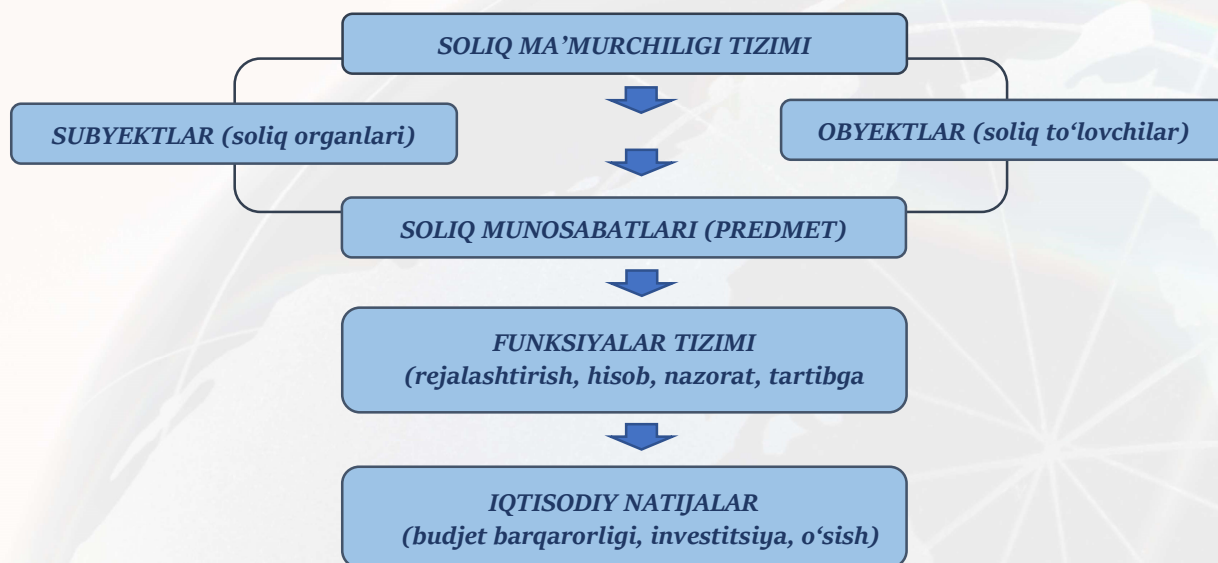 SOLIQ MA’MURCHILIGI TIZIMI
SUBYEKTLAR (soliq organlari)
OBYEKTLAR (soliq to‘lovchilar)
SOLIQ MUNOSABATLARI (PREDMET)
FUNKSIYALAR TIZIMI
(rejalashtirish, hisob, nazorat, tartibga
IQTISODIY NATIJALAR
(budjet barqarorligi, investitsiya, o‘sish)